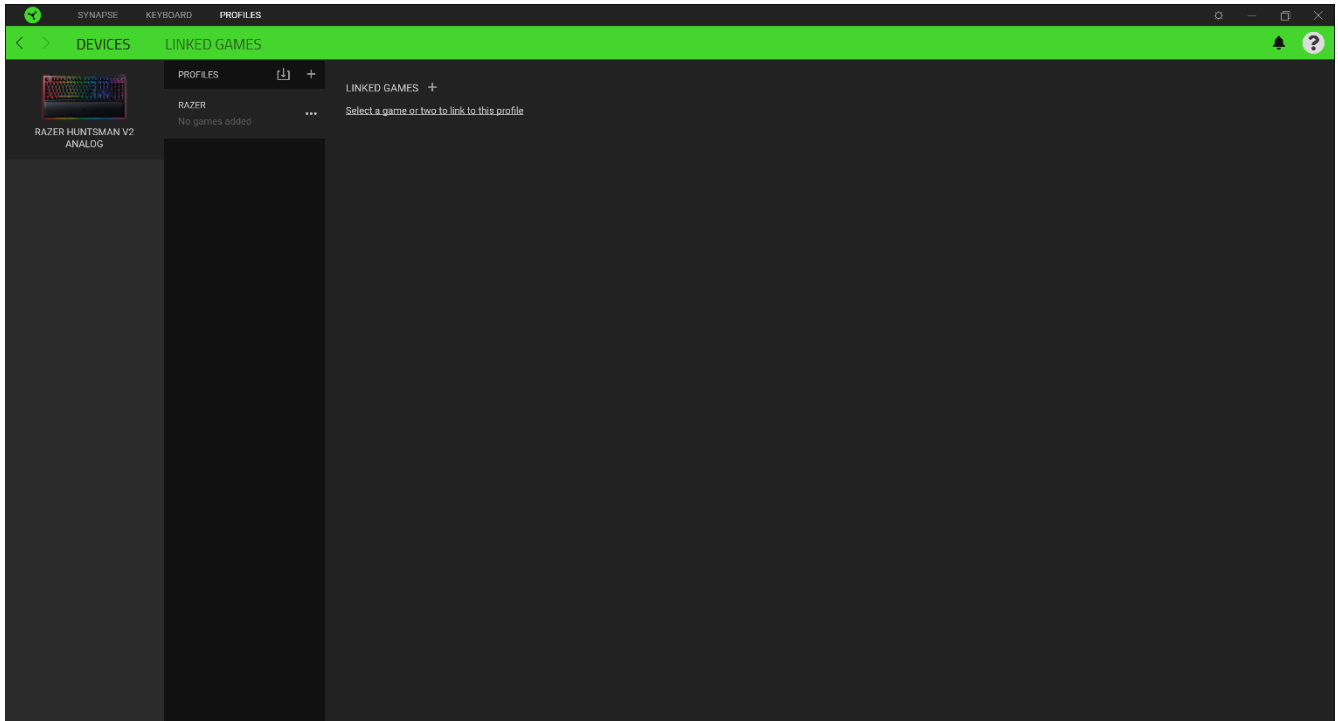 SYNAPSE KEYBOARD PROFILES
DEVICES LINKED GAMES
RAZER HUNTSMAN V2
ANALOG
PROFILES
RAZER
No games added
LINKED GAMES
Select a game or two to link to this profile